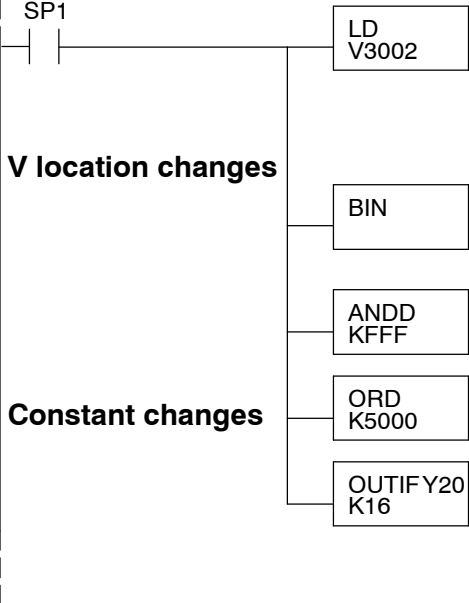 SP1
LD
V3002
V location changes
BIN
ANDD
KFFF
Constant changes
ORD
K5000
OUTIF Y20
K16